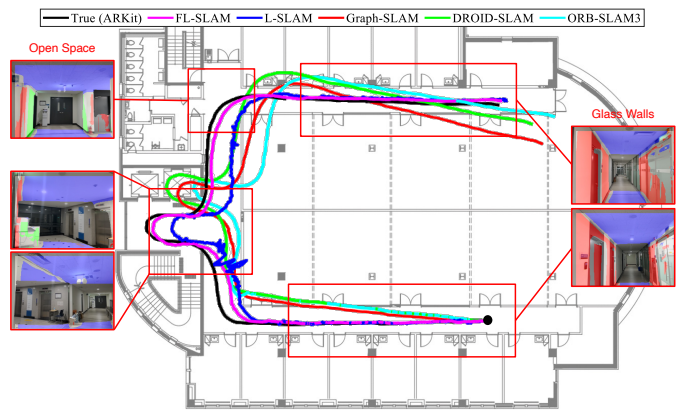 True (ARKit) FL-SLAM L-SLAM Graph-SLAM DROID-SLAM ORB-SLAM3
Open Space
Glass Walls